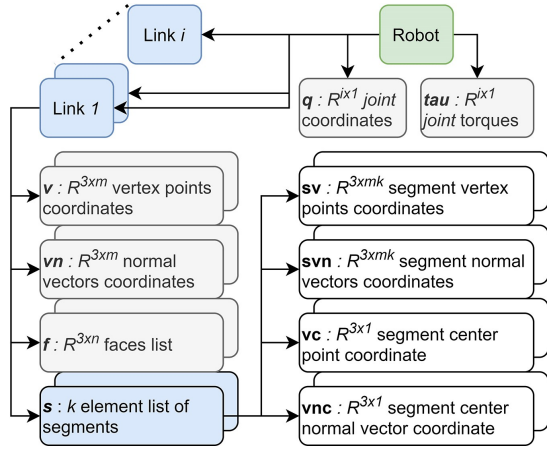 Link i
Robot
Link 1
q : R^{ix1} joint
coordinates
tau : R^{ix1}
joint torques
v : R^{3xm} vertex points
coordinates
vn : R^{3xm} normal
vectors coordinates
f : R^{3xn} faces list
s : k element list of
segments
sv : R^{3xmk} segment vertex
points coordinates
svn : R^{3xmk} segment normal
vectors coordinates
vc : R^{3x1} segment center
point coordinate
vnc : R^{3x1} segment center
normal vector coordinate